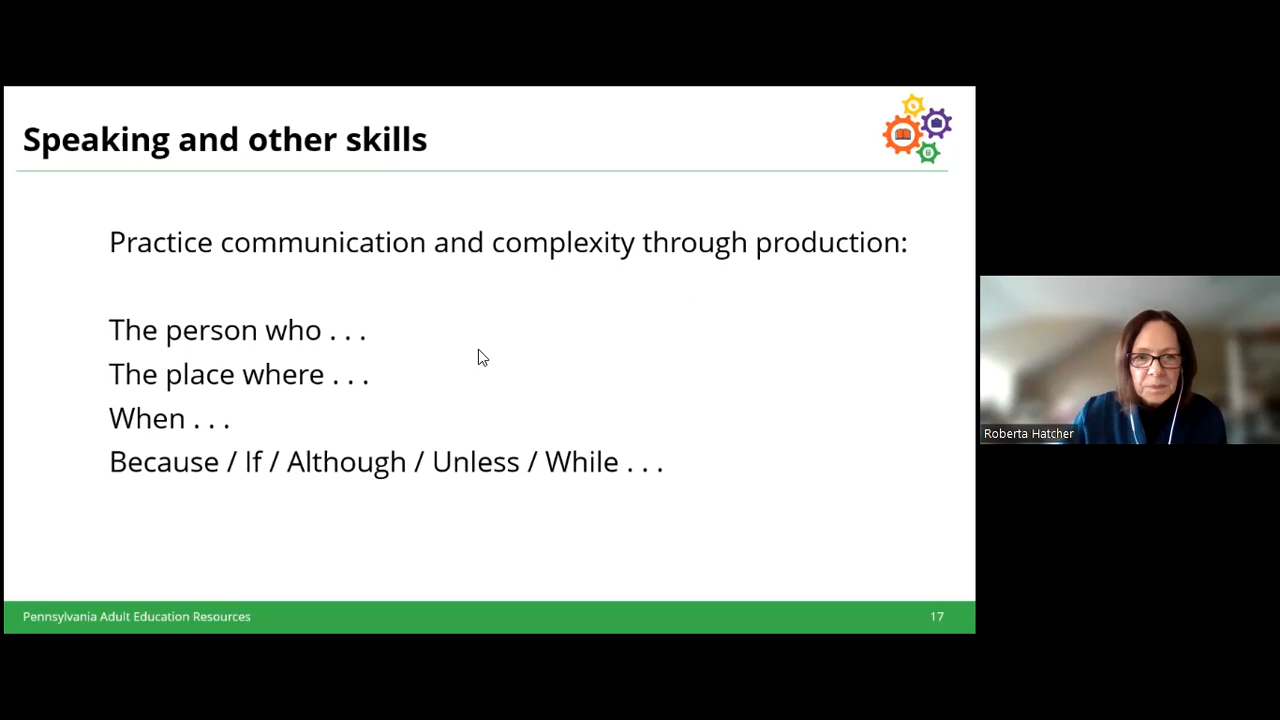 Speaking and other skills
Practice communication and complexity through production:
The person who . . .
The place where . . .
When . . .
Because / If / Although / Unless / While . . .
Roberta Hatcher
Pennsylvania Adult Education Resources
17